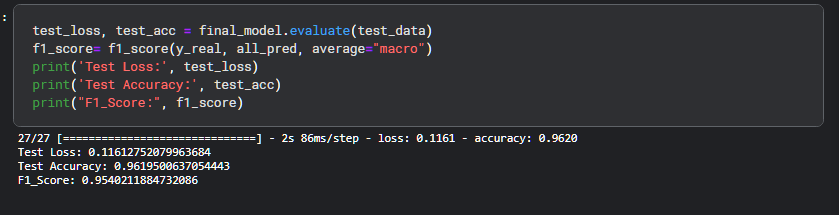 :
test_loss, test_acc = final_model.evaluate(test_data)
f1_score= f1_score(y_real, all_pred, average="macro")
print('Test Loss:', test_loss)
print('Test Accuracy:', test_acc)
print("F1_Score:", f1_score)
27/27 [==============================] - 2s 86ms/step - loss: 0.1161 - accuracy: 0.9620
Test Loss: 0.11612752079963684
Test Accuracy: 0.9619500637054443
F1_Score: 0.9540211884732086